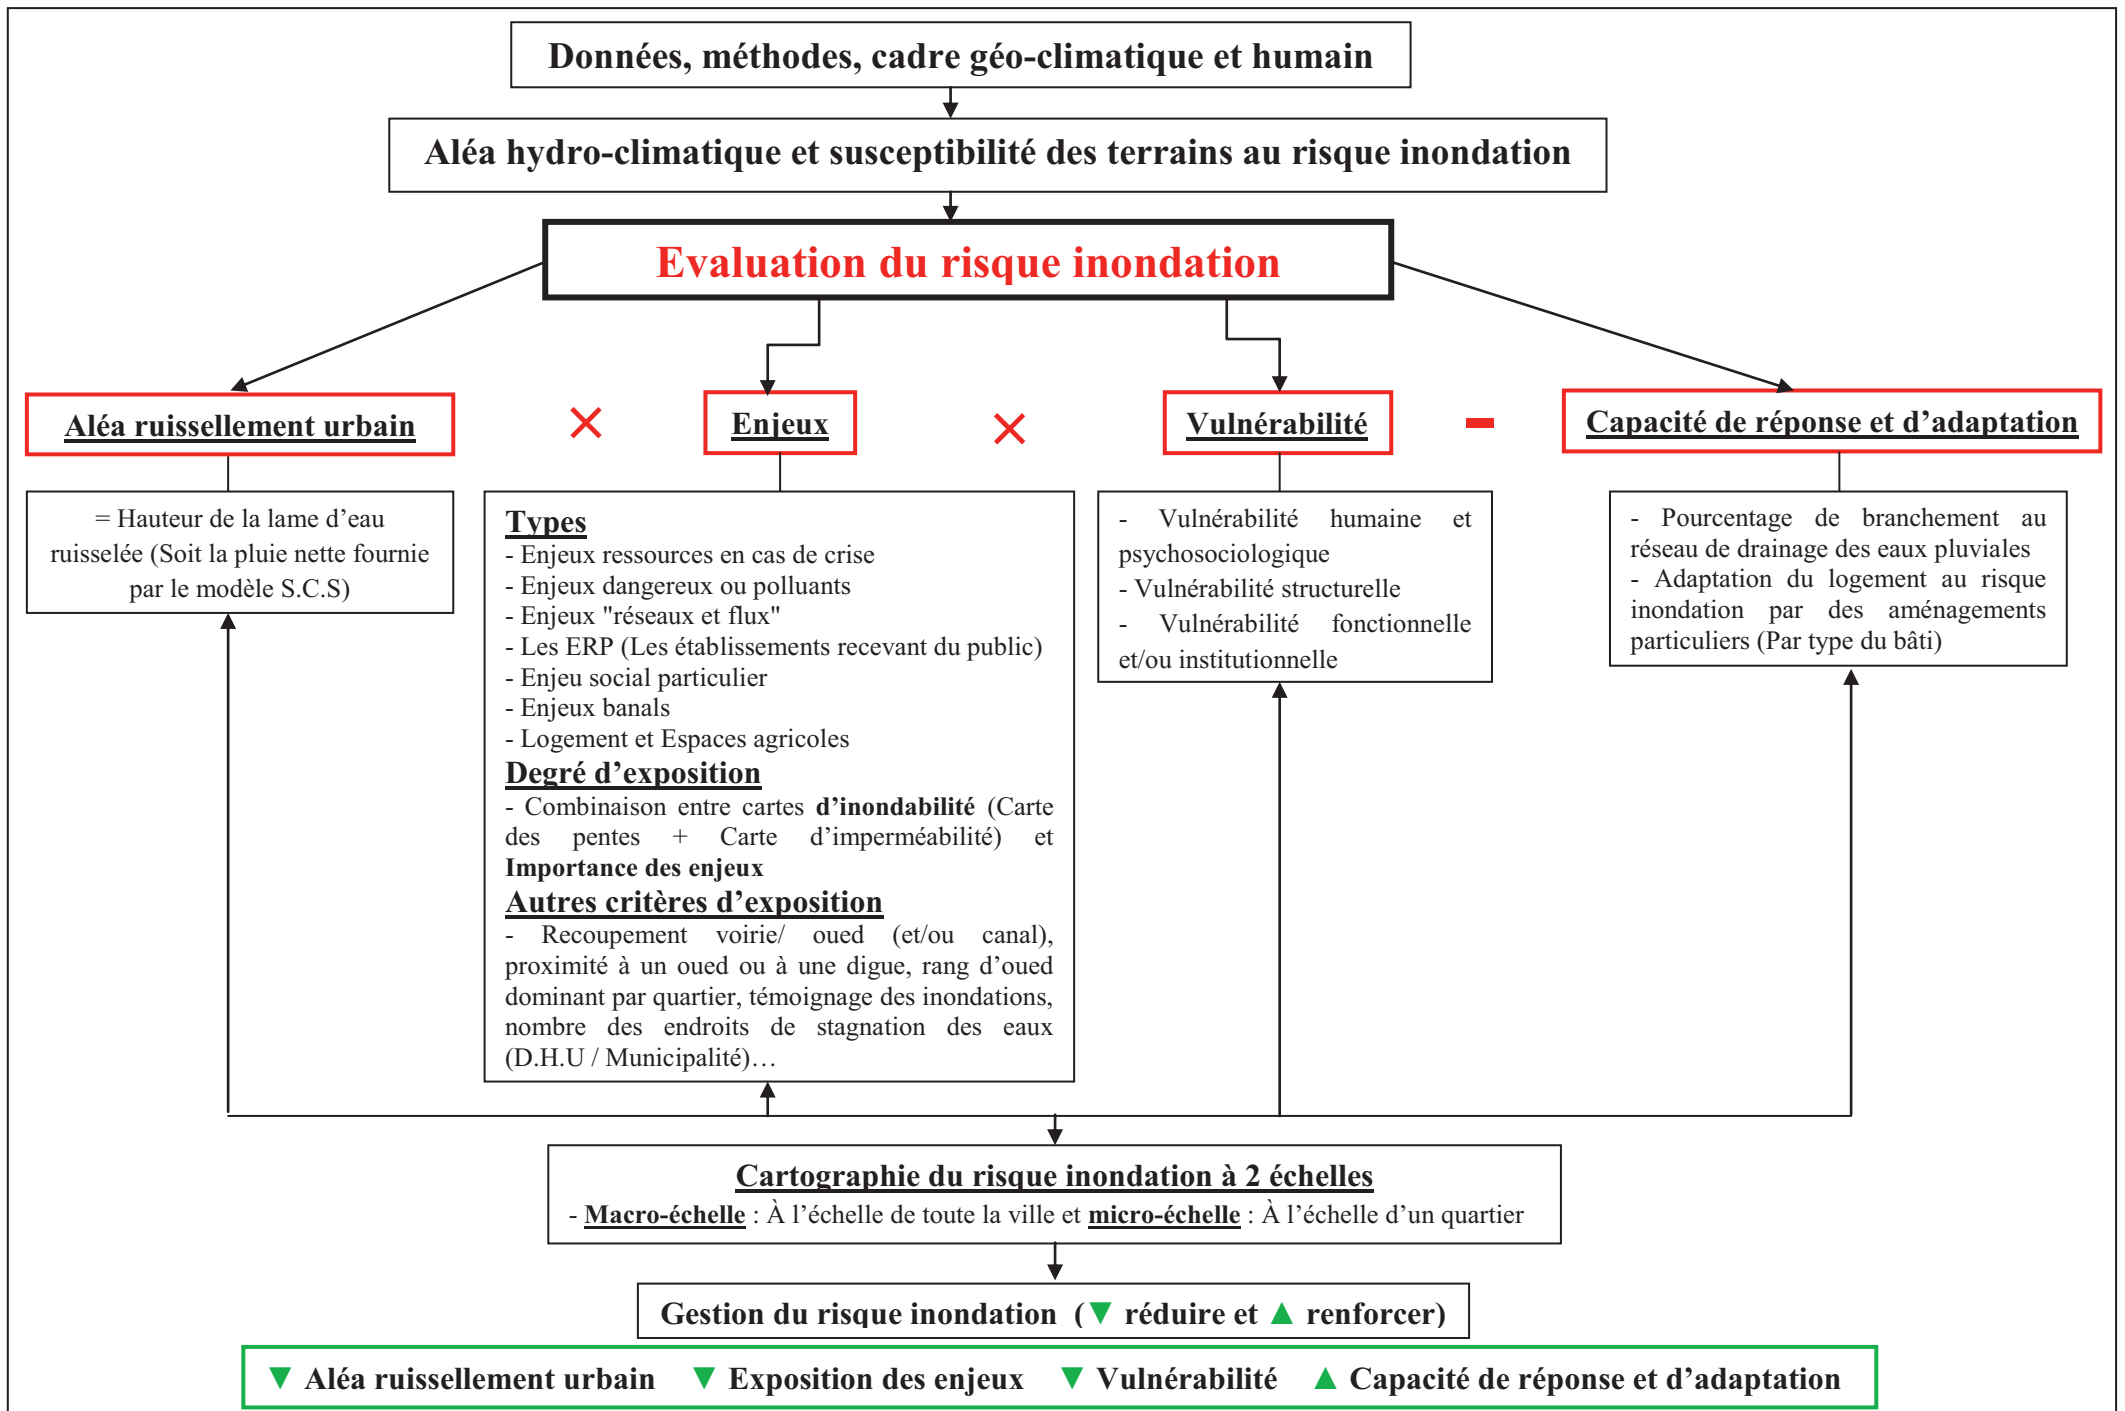 Données, méthodes, cadre géo-climatique et humain
Aléa hydro-climatique et susceptibilité des terrains au risque inondation
Evaluation du risque inondation
Aléa ruissellement urbain
×
Enjeux
×
Vulnérabilité
-
Capacité de réponse et d’adaptation
= Hauteur de la lame d’eau
ruisselée (Soit la pluie nette fournie
par le modèle S.C.S)
Types
- Enjeux ressources en cas de crise
- Enjeux dangereux ou polluants
- Enjeux "réseaux et flux"
- Les ERP (Les établissements recevant du public)
- Enjeu social particulier
- Enjeux banals
- Logement et Espaces agricoles
Degré d’exposition
- Combinaison entre cartes d’inondabilité (Carte
des pentes + Carte d’imperméabilité) et
Importance des enjeux
Autres critères d’exposition
- Recoupement voirie/ oued (et/ou canal),
proximité à un oued ou à une digue, rang d’oued
dominant par quartier, témoignage des inondations,
nombre des endroits de stagnation des eaux
(D.H.U / Municipalité)…
- Vulnérabilité humaine et
psychosociologique
- Vulnérabilité structurelle
- Vulnérabilité fonctionnelle
et/ou institutionnelle
- Pourcentage de branchement au
réseau de drainage des eaux pluviales
- Adaptation du logement au risque
inondation par des aménagements
particuliers (Par type du bâti)
Cartographie du risque inondation à 2 échelles
- Macro-échelle : À l’échelle de toute la ville et micro-échelle : À l’échelle d’un quartier
Gestion du risque inondation (▼ réduire et ▲ renforcer)
▼ Aléa ruissellement urbain ▼ Exposition des enjeux ▼ Vulnérabilité ▲ Capacité de réponse et d’adaptation